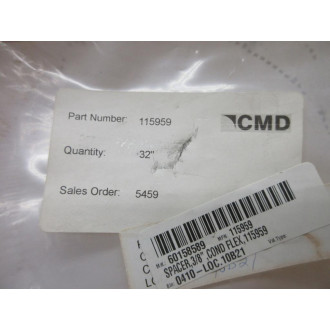 Part Number: 115959
CMD
Quantity: 32"
Sales Order: 5459
60158589 MFN 115959
SPACER,3/8",COND FLEX,115959
0410-LOC.10B21